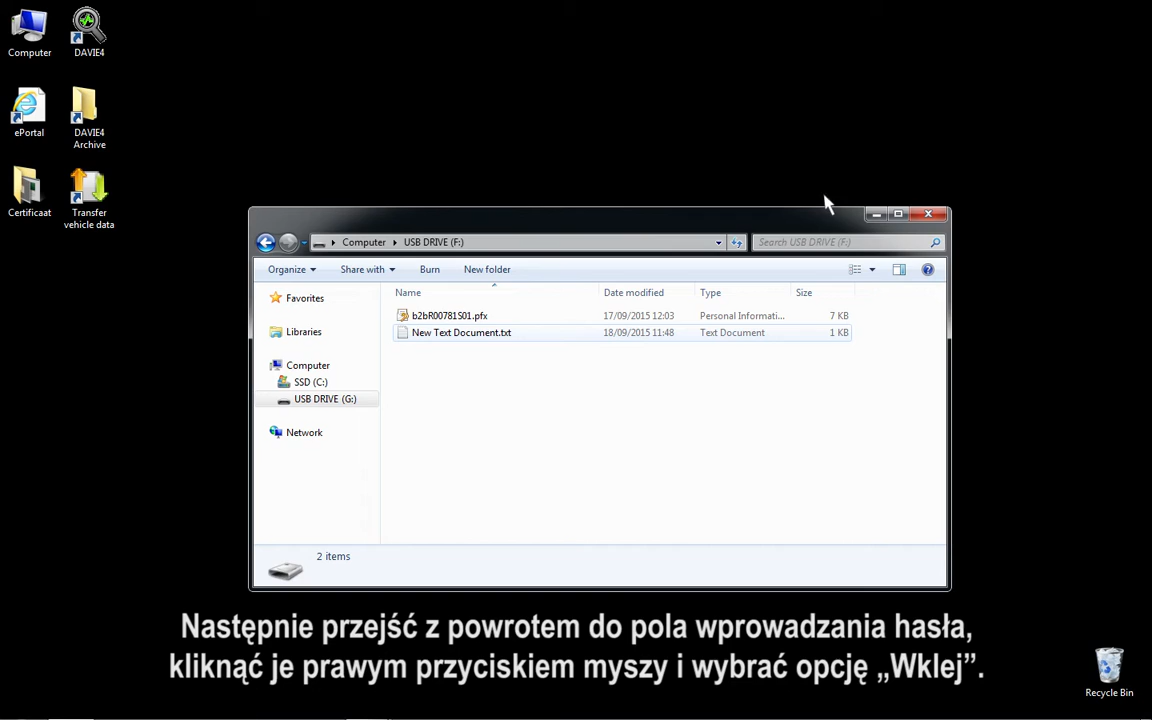 Computer
DAVIE4
ePortal
DAVIE4
Archive
Certificaat
Transfer
vehicle data
Computer
USB DRIVE (F:)
Search USB DRIVE (F:)
Organize
Share with
Burn
New folder
Favorites
Libraries
Computer
SSD (C:)
USB DRIVE (G:)
Network
Name
Date modified
Type
Size
b2bR00781S01.pfx
17/09/2015 12:03
Personal Informati...
7 KB
New Text Document.txt
18/09/2015 11:48
Text Document
1 KB
2 items
Następnie przejść z powrotem do pola wprowadzania hasła,
kliknąć je prawym przyciskiem myszy i wybrać opcję „Wklej”.
Recycle Bin